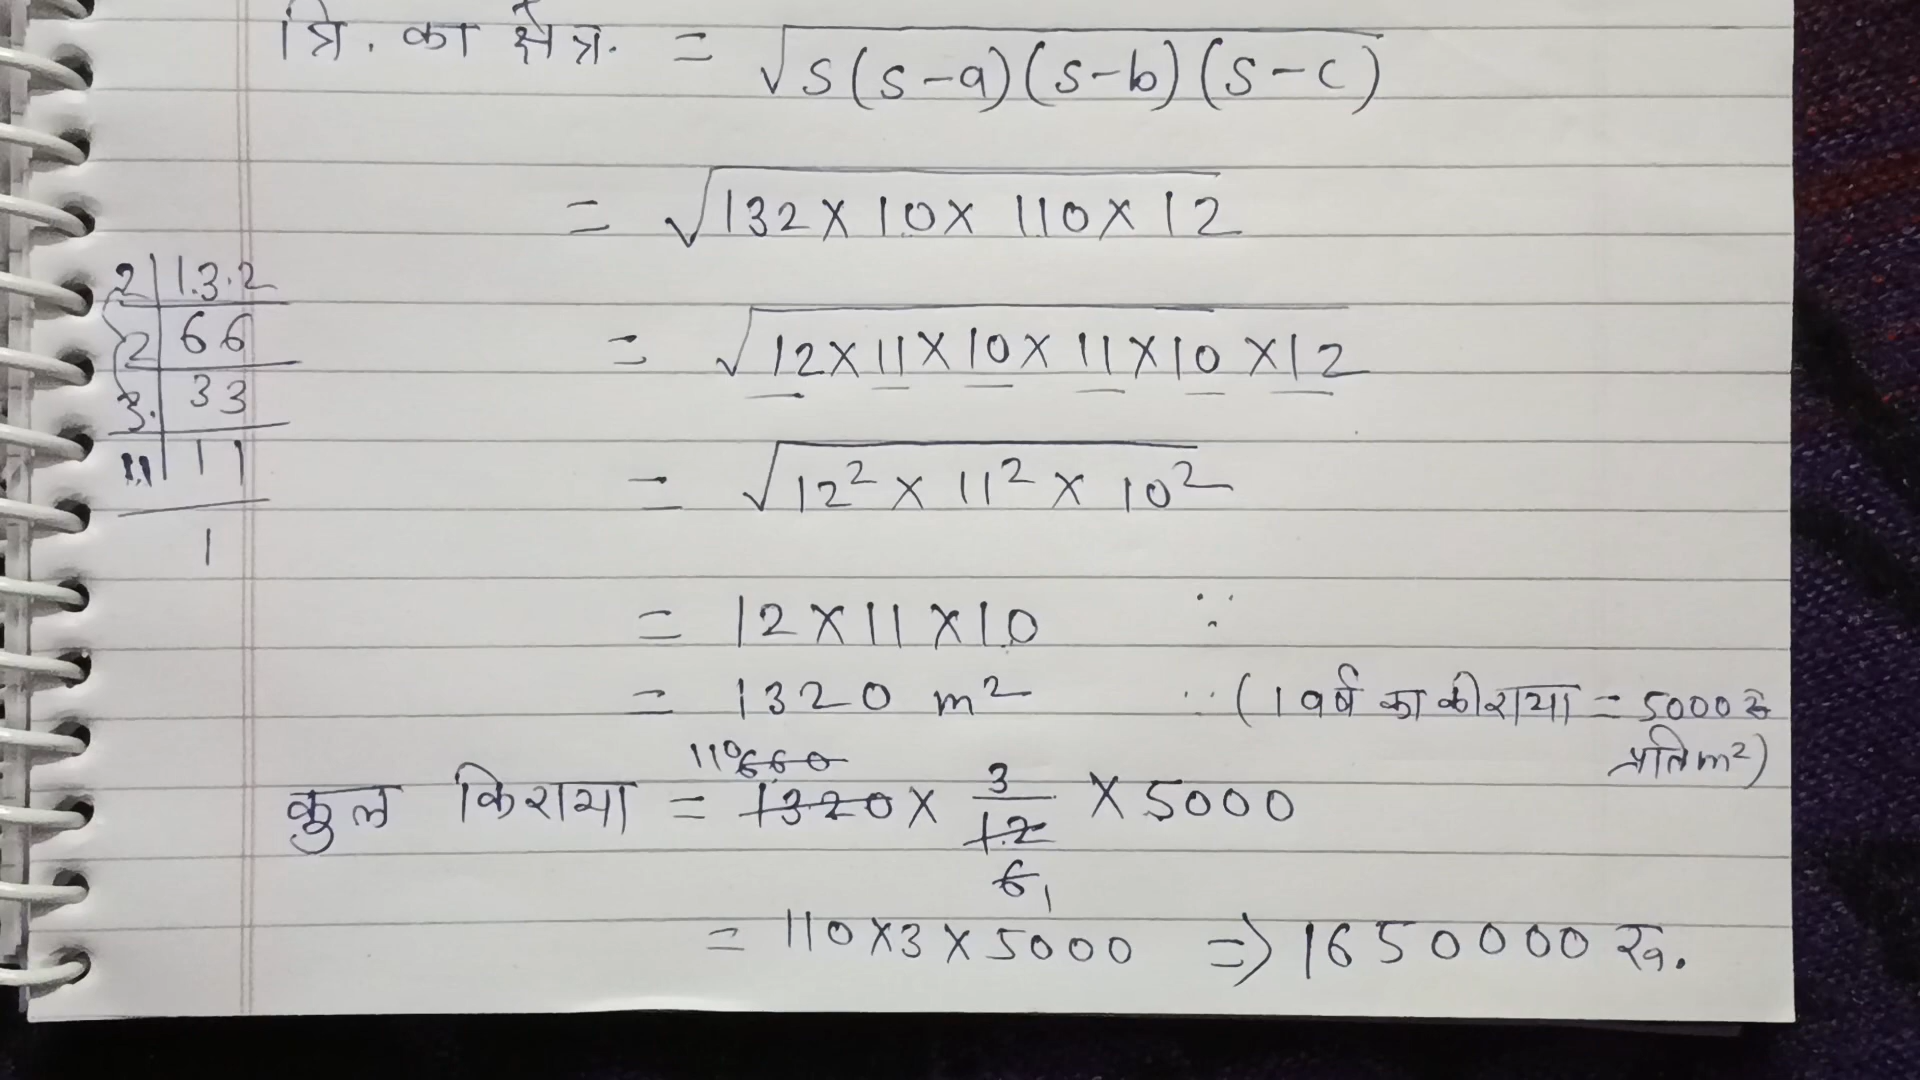 त्रि. का क्षेत्र. = √s(s-a)(s-b)(s-c)
= √132×10×110×12
= √12×11×10×11×10×12
= √12²×11²×10²
2 | 132
2 | 66
3 | 33
11 | 11
1
= 12×11×10 ∵
= 1320 m² ∵ (1 वर्ष का कीराया = 5000 रु
प्रति m²)
110 660
कुल किराया = 1320 × 3/12 × 5000
6 1
= 110×3×5000 ⇒ 1650000 रु.